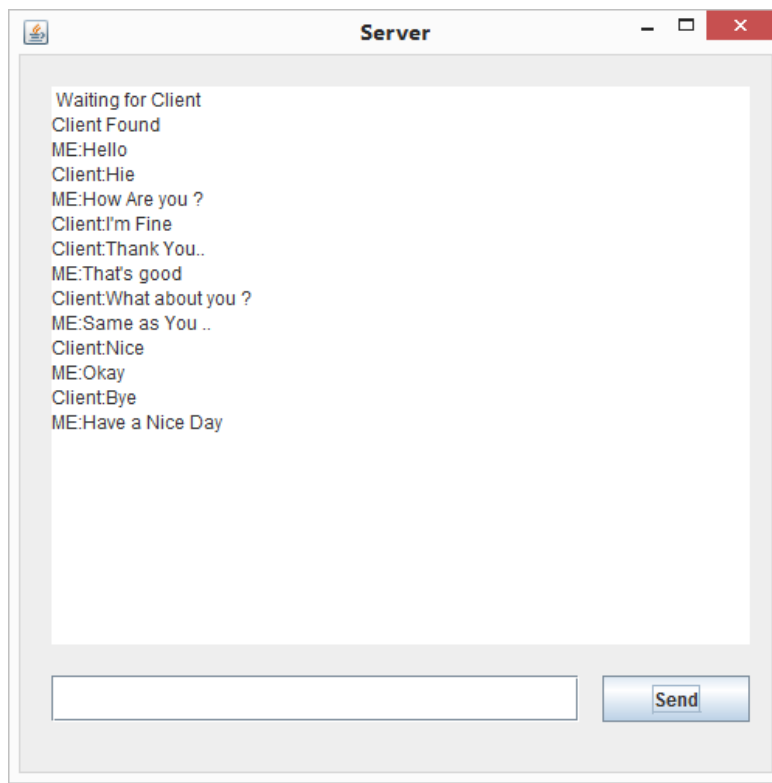 Server
Waiting for Client
Client Found
ME:Hello
Client:Hie
ME:How Are you ?
Client:I'm Fine
Client:Thank You..
ME:That's good
Client:What about you ?
ME:Same as You ..
Client:Nice
ME:Okay
Client:Bye
ME:Have a Nice Day
Send